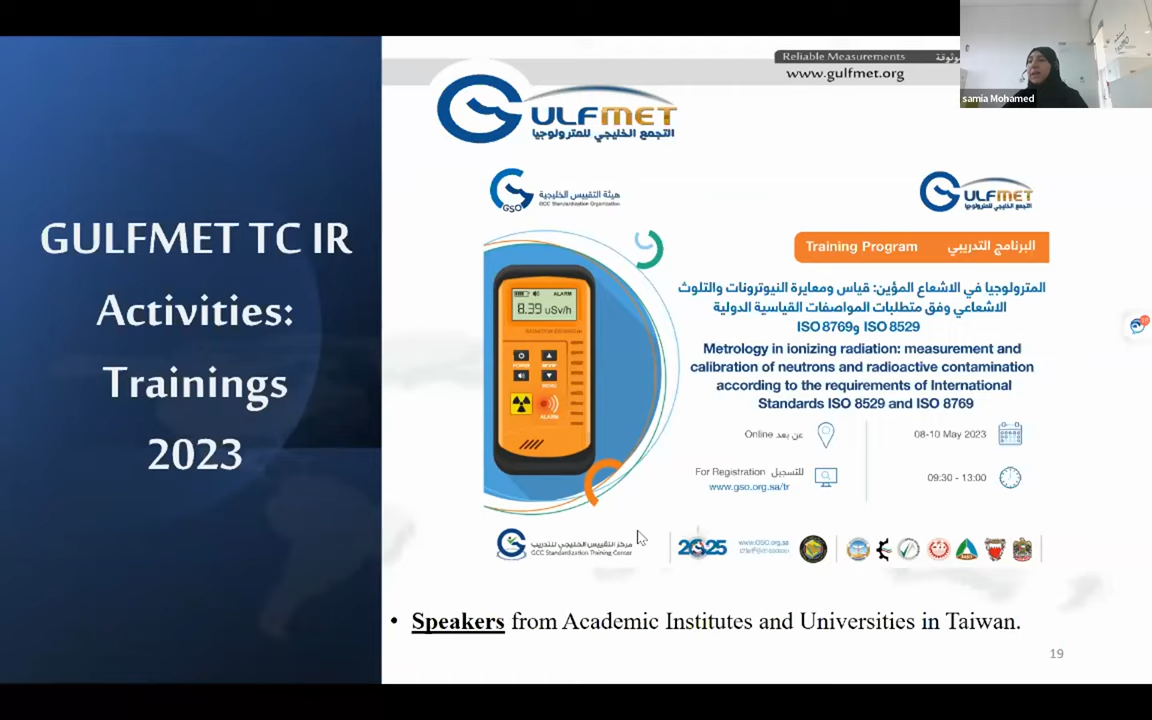 Reliable Measurements
www.gulfmet.org
samia Mohamed
GULFMET
التجمع الخليجي للمترولوجيا
GULFMET TC IR
Activities:
Trainings
2023
GSO
هيئة التقييس الخليجية
GCC Standardization Organization
GULFMET
التجمع الخليجي للمترولوجيا
Training Program البرنامج التدريبي
المترولوجيا في الاشعاع المؤين: قياس ومعايرة النيوترونات والتلوث
الاشعاعي وفق متطلبات المواصفات القياسية الدولية
ISO 8529 وISO 8769
Metrology in ionizing radiation: measurement and
calibration of neutrons and radioactive contamination
according to the requirements of International
Standards ISO 8529 and ISO 8769
ALARM
8.39 uSv/h
POWER
MENU
ALARM
Online عن بعد
08-10 May 2023
For Registration للتسجيل
www.gso.org.sa/tr
09:30 - 13:00
مركز التقييس الخليجي للتدريب
GCC Standardization Training Center
2025
www.GSO.org.sa
• Speakers from Academic Institutes and Universities in Taiwan.
19